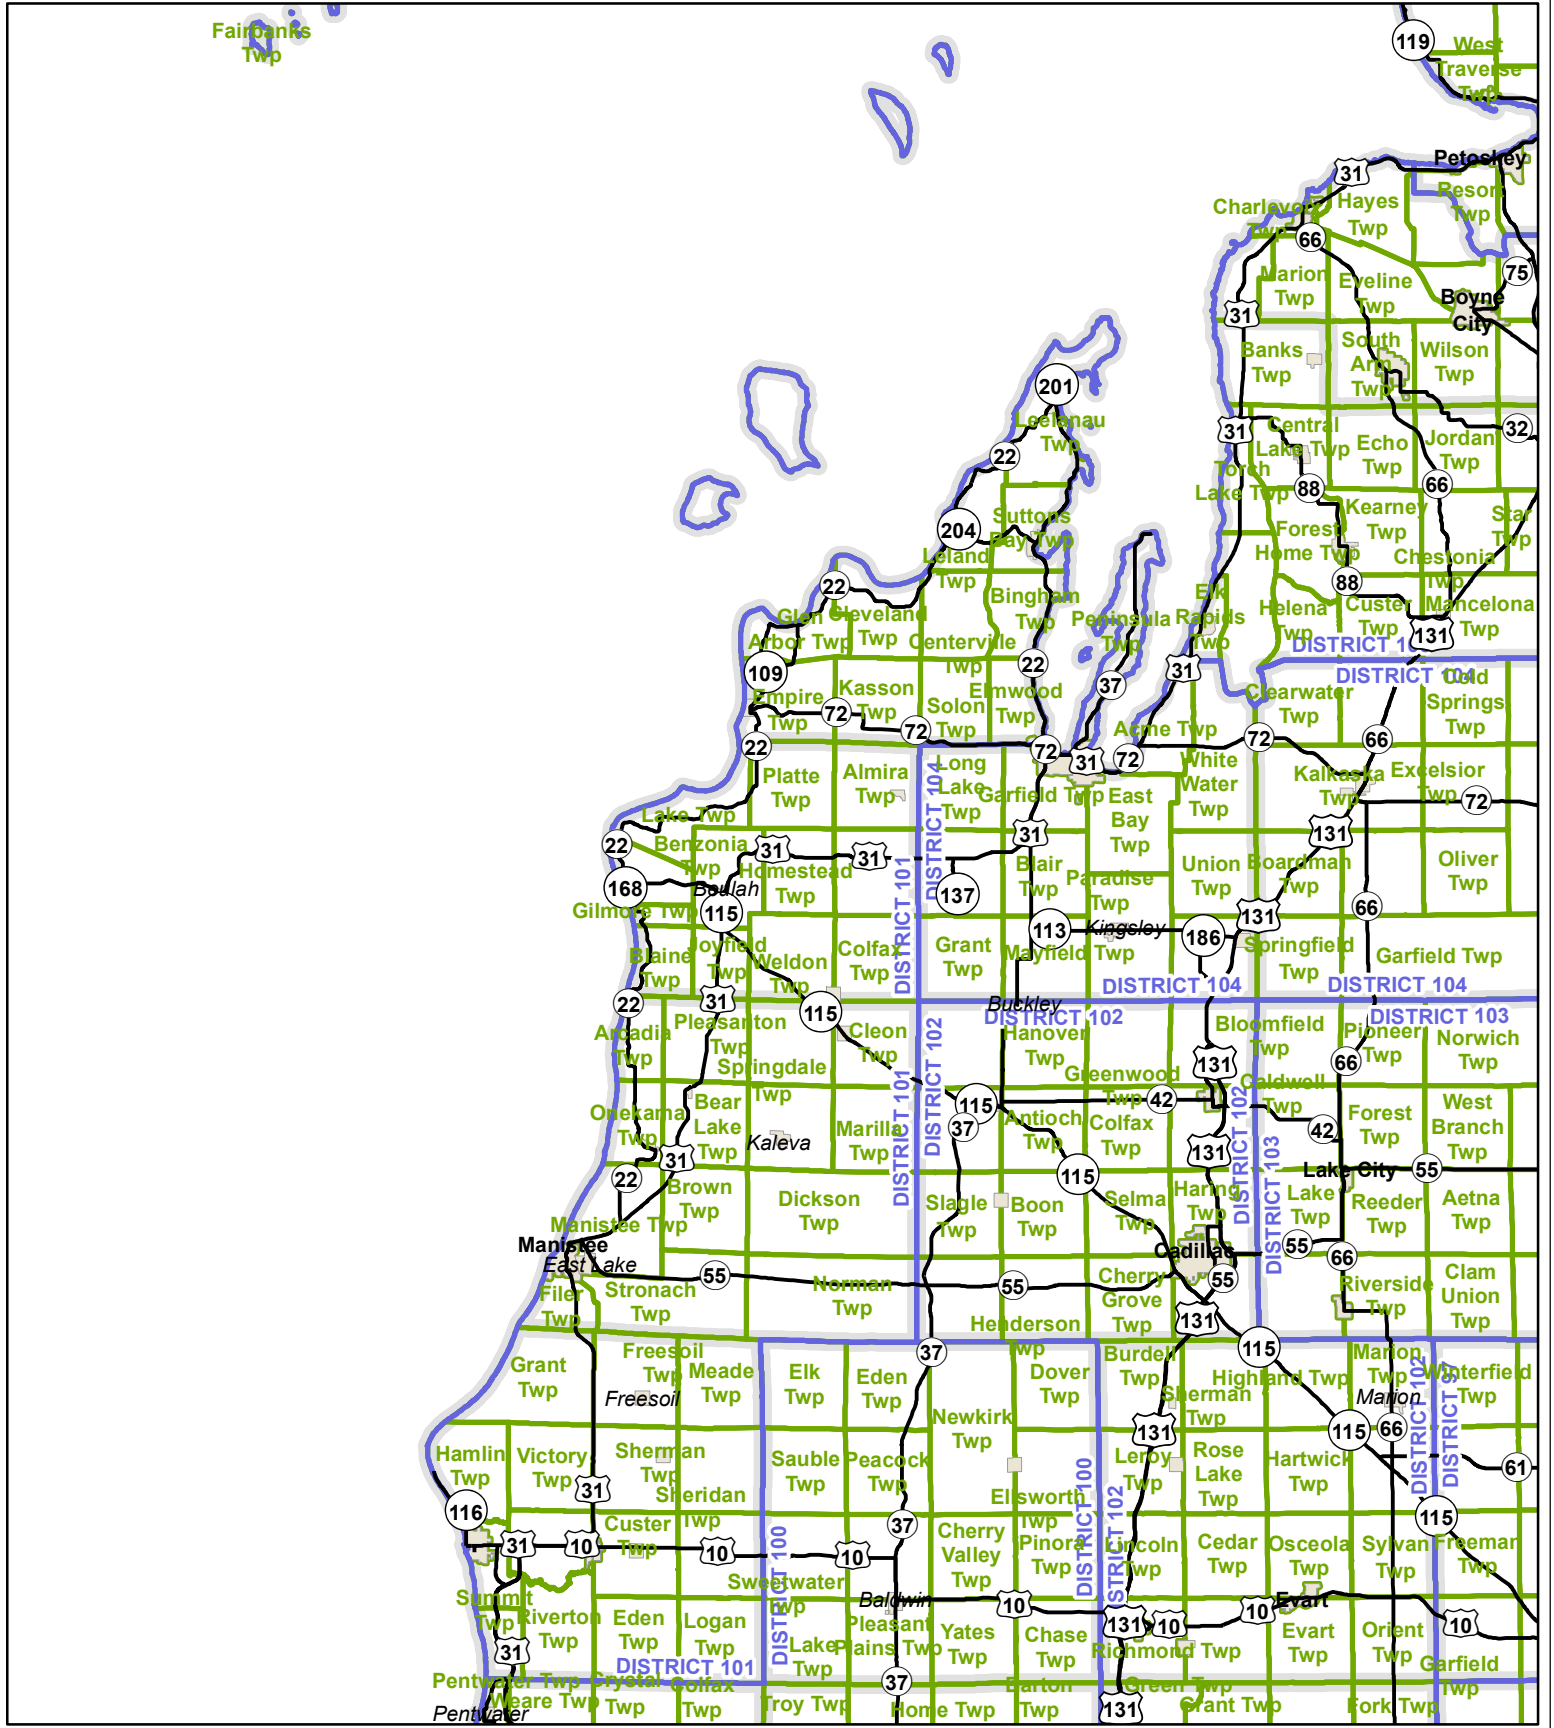 Fairbanks
Twp
119
West
Traverse
Twp
Petoskey
31
Hayes
Twp
Resort
Twp
66
75
Marion
Twp
Eveline
Twp
Boyne
City
31
Banks
Twp
South
Arm
Twp
Wilson
Twp
201
Leelanau
Twp
31
Central
Lake Twp
Echo
Twp
Jordan
Twp
32
22
Torch
Lake Twp
88
66
Suttons
Bay Twp
204
Leland
Twp
Forest
Home Twp
Kearney
Twp
Star
Twp
Chestonia
Twp
22
Bingham
Twp
88
Glen
Arbor Twp
Cleveland
Twp
Centerville
Twp
Peninsula
Twp
Elk
Rapids
Twp
Helena
Twp
Custer
Twp
Mancelona
Twp
131
109
22
31
37
DISTRICT 104
Empire
Twp
Kasson
Twp
Solon
Twp
Elmwood
Twp
Clearwater
Twp
Cold
Springs
Twp
72
72
22
72
31
72
Acme Twp
72
66
Platte
Twp
Almira
Twp
DISTRICT 104
Long
Lake
Twp
Garfield Twp
East
Bay
Twp
White
Water
Twp
Kalkaska
Twp
Excelsior
Twp
72
Lake Twp
22
Benzonia
Twp
31
31
31
131
Homestead
Twp
Blair
Twp
Paradise
Twp
Union
Twp
Boardman
Twp
Oliver
Twp
168
Beulah
137
DISTRICT 101
Gilmore Twp
115
113
Kingsley
186
131
66
Blaine
Twp
Joyfield
Twp
Weldon
Twp
Colfax
Twp
Grant
Twp
Mayfield Twp
Springfield
Twp
Garfield Twp
DISTRICT 104
DISTRICT 104
22
31
115
Buckley
DISTRICT 102
DISTRICT 103
Arcadia
Twp
Pleasanton
Twp
Cleon
Twp
DISTRICT 102
Hanover
Twp
Bloomfield
Twp
Pioneer
Twp
Norwich
Twp
Springdale
Twp
131
66
Greenwood
Twp
Caldwell
Twp
DISTRICT 101
115
42
Onekama
Twp
Bear
Lake
Twp
Kaleva
Marilla
Twp
37
Antioch
Twp
Colfax
Twp
DISTRICT 102
42
Forest
Twp
West
Branch
Twp
31
131
DISTRICT 103
22
115
Lake City
55
Brown
Twp
Dickson
Twp
Slagle
Twp
Boon
Twp
Selma
Twp
Haring
Twp
Lake
Twp
Reeder
Twp
Aetna
Twp
Manistee Twp
Manistee
East Lake
Cadillac
55
66
55
55
55
Filer
Twp
Stronach
Twp
Norman
Twp
Cherry
Grove
Twp
Riverside
Twp
Clam
Union
Twp
Henderson
Twp
131
37
115
Grant
Twp
Freesoil
Twp
Freesoil
Meade
Twp
Elk
Twp
Eden
Twp
Dover
Twp
Burdell
Twp
Sherman
Twp
Highland Twp
Marion
Twp
Marion
DISTRICT 102
DISTRICT 97
Winterfield
Twp
Newkirk
Twp
131
115
66
Hamlin
Twp
Victory
Twp
Sherman
Twp
Sauble
Twp
Peacock
Twp
Leroy
Twp
Rose
Lake
Twp
Hartwick
Twp
61
31
Sheridan
Twp
Ellsworth
Twp
DISTRICT 100
DISTRICT 102
116
37
115
31
10
Custer
Twp
10
10
Cherry
Valley
Twp
Pinora
Twp
Lincoln
Twp
Cedar
Twp
Osceola
Twp
Sylvan
Twp
Freeman
Twp
DISTRICT 100
Sweetwater
Twp
Baldwin
10
Evart
10
Summit
Twp
Riverton
Twp
Eden
Twp
Logan
Twp
Lake
Twp
Pleasant
Plains Twp
Yates
Twp
Chase
Twp
131
10
10
Richmond Twp
Evart
Twp
Orient
Twp
31
DISTRICT 101
37
Garfield
Twp
Pentwater Twp
Weare Twp
Crystal
Twp
Colfax
Twp
Troy Twp
Home Twp
Barton
Twp
131
Green Twp
Grant Twp
Fork Twp
Pentwater